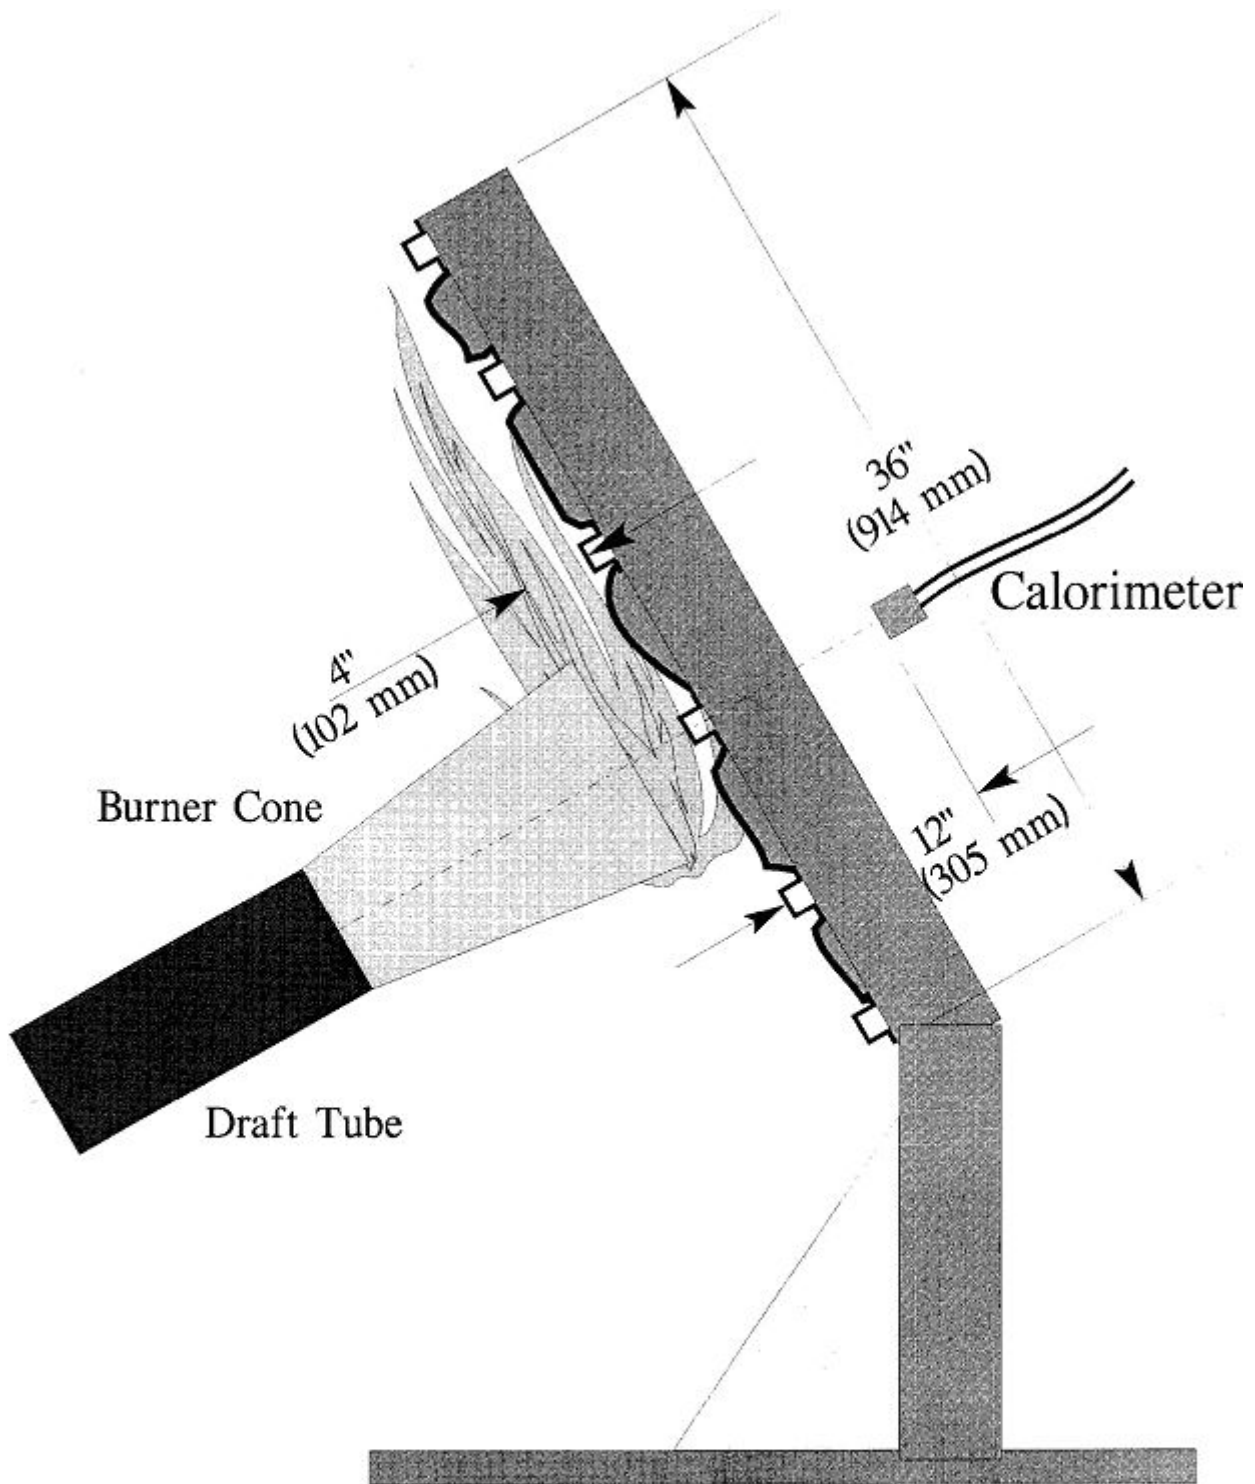 36"
(914 mm)
Calorimeter
4"
(102 mm)
Burner Cone
12"
(305 mm)
Draft Tube